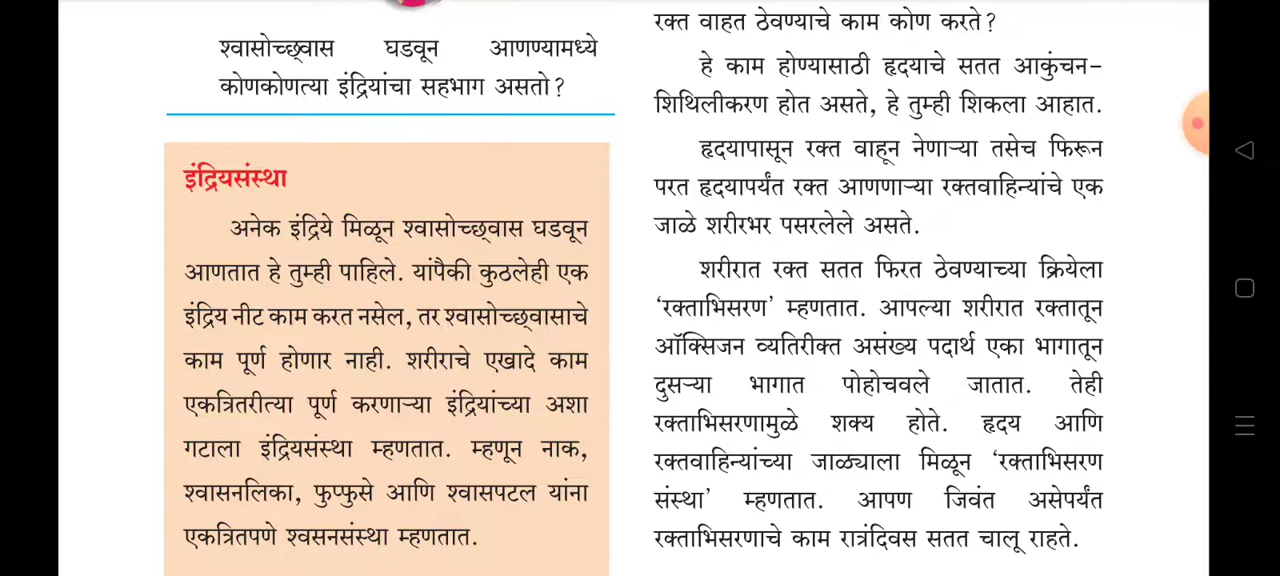 श्वासोच्छ्वास घडवून आणण्यामध्ये
कोणकोणत्या इंद्रियांचा सहभाग असतो?
इंद्रियसंस्था
अनेक इंद्रिये मिळून श्वासोच्छ्वास घडवून
आणतात हे तुम्ही पाहिले. यांपैकी कुठलेही एक
इंद्रिय नीट काम करत नसेल, तर श्वासोच्छ्वासाचे
काम पूर्ण होणार नाही. शरीराचे एखादे काम
एकत्रितरीत्या पूर्ण करणाऱ्या इंद्रियांच्या अशा
गटाला इंद्रियसंस्था म्हणतात. म्हणून नाक,
श्वासनलिका, फुप्फुसे आणि श्वासपटल यांना
एकत्रितपणे श्वसनसंस्था म्हणतात.
रक्त वाहत ठेवण्याचे काम कोण करते?
हे काम होण्यासाठी हृदयाचे सतत आकुंचन-
शिथिलीकरण होत असते, हे तुम्ही शिकला आहात.
हृदयापासून रक्त वाहून नेणाऱ्या तसेच फिरून
परत हृदयापर्यंत रक्त आणणाऱ्या रक्तवाहिन्यांचे एक
जाळे शरीरभर पसरलेले असते.
शरीरात रक्त सतत फिरत ठेवण्याच्या क्रियेला
‘रक्ताभिसरण’ म्हणतात. आपल्या शरीरात रक्तातून
ऑक्सिजन व्यतिरीक्त असंख्य पदार्थ एका भागातून
दुसऱ्या भागात पोहोचवले जातात. तेही
रक्ताभिसरणामुळे शक्य होते. हृदय आणि
रक्तवाहिन्यांच्या जाळ्याला मिळून ‘रक्ताभिसरण
संस्था’ म्हणतात. आपण जिवंत असेपर्यंत
रक्ताभिसरणाचे काम रात्रंदिवस सतत चालू राहते.